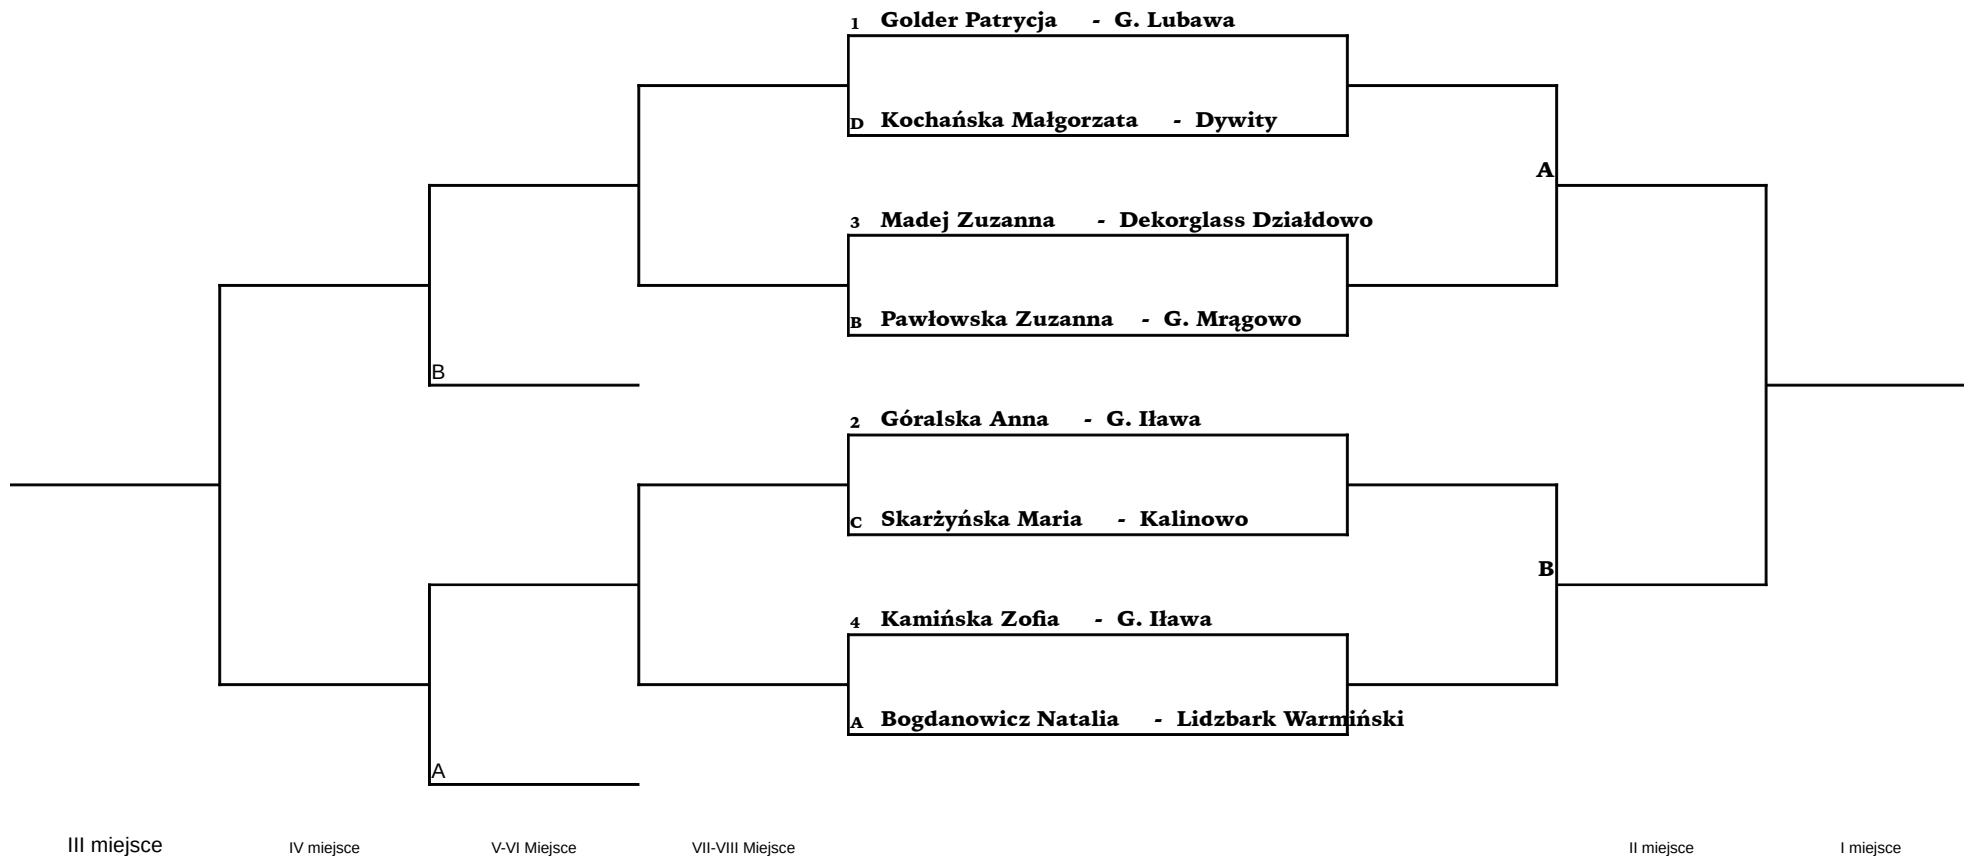 1 Golder Patrycja - G. Lubawa
D Kochańska Małgorzata - Dywity
A
3 Madej Zuzanna - Dekorglass Działdowo
B Pawłowska Zuzanna - G. Mrągowo
B
2 Góralska Anna - G. Iława
C Skarżyńska Maria - Kalinowo
B
4 Kamińska Zofia - G. Iława
A Bogdanowicz Natalia - Lidzbark Warmiński
A
III miejsce IV miejsce V-VI Miejsce VII-VIII Miejsce II miejsce I miejsce